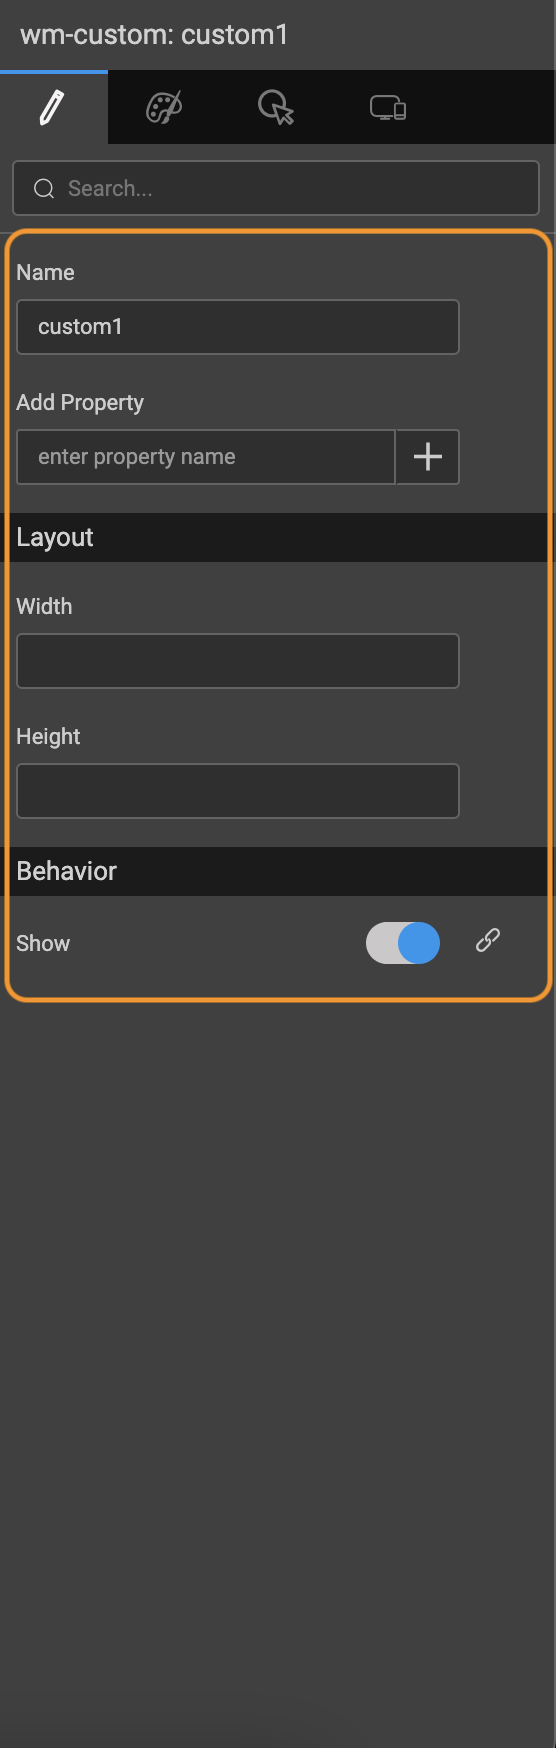 wm-custom: custom1
Search...
Name
custom1
Add Property
enter property name
Layout
Width
Height
Behavior
Show